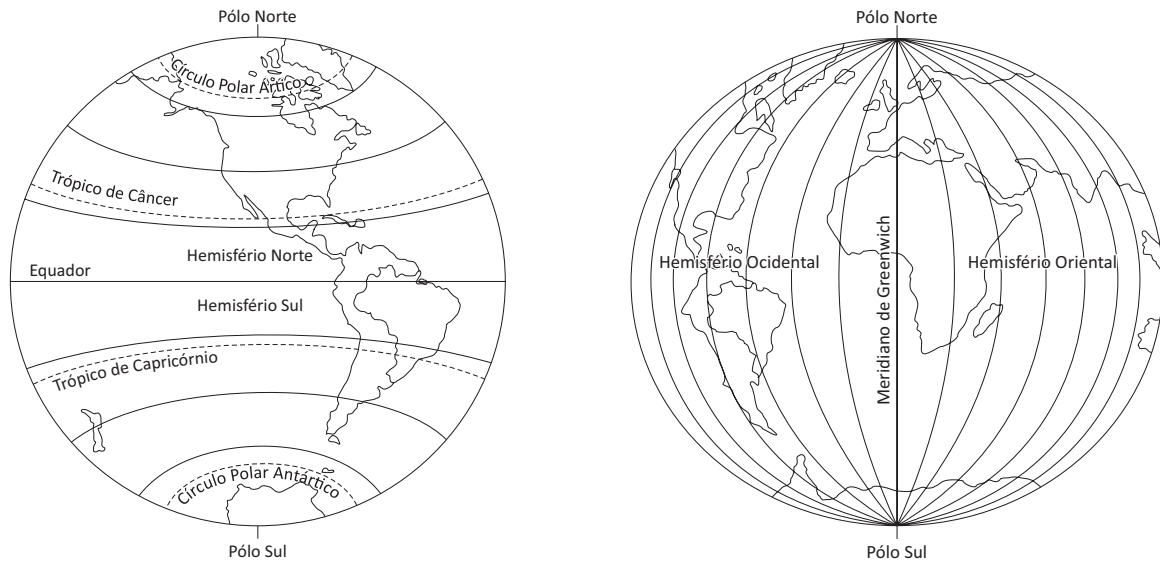 Pólo Norte
Círculo Polar Ártico
Trópico de Câncer
Hemisfério Norte
Equador
Hemisfério Sul
Trópico de Capricórnio
Círculo Polar Antártico
Pólo Sul
Pólo Norte
Hemisfério Ocidental
Meridiano de Greenwich
Hemisfério Oriental
Pólo Sul